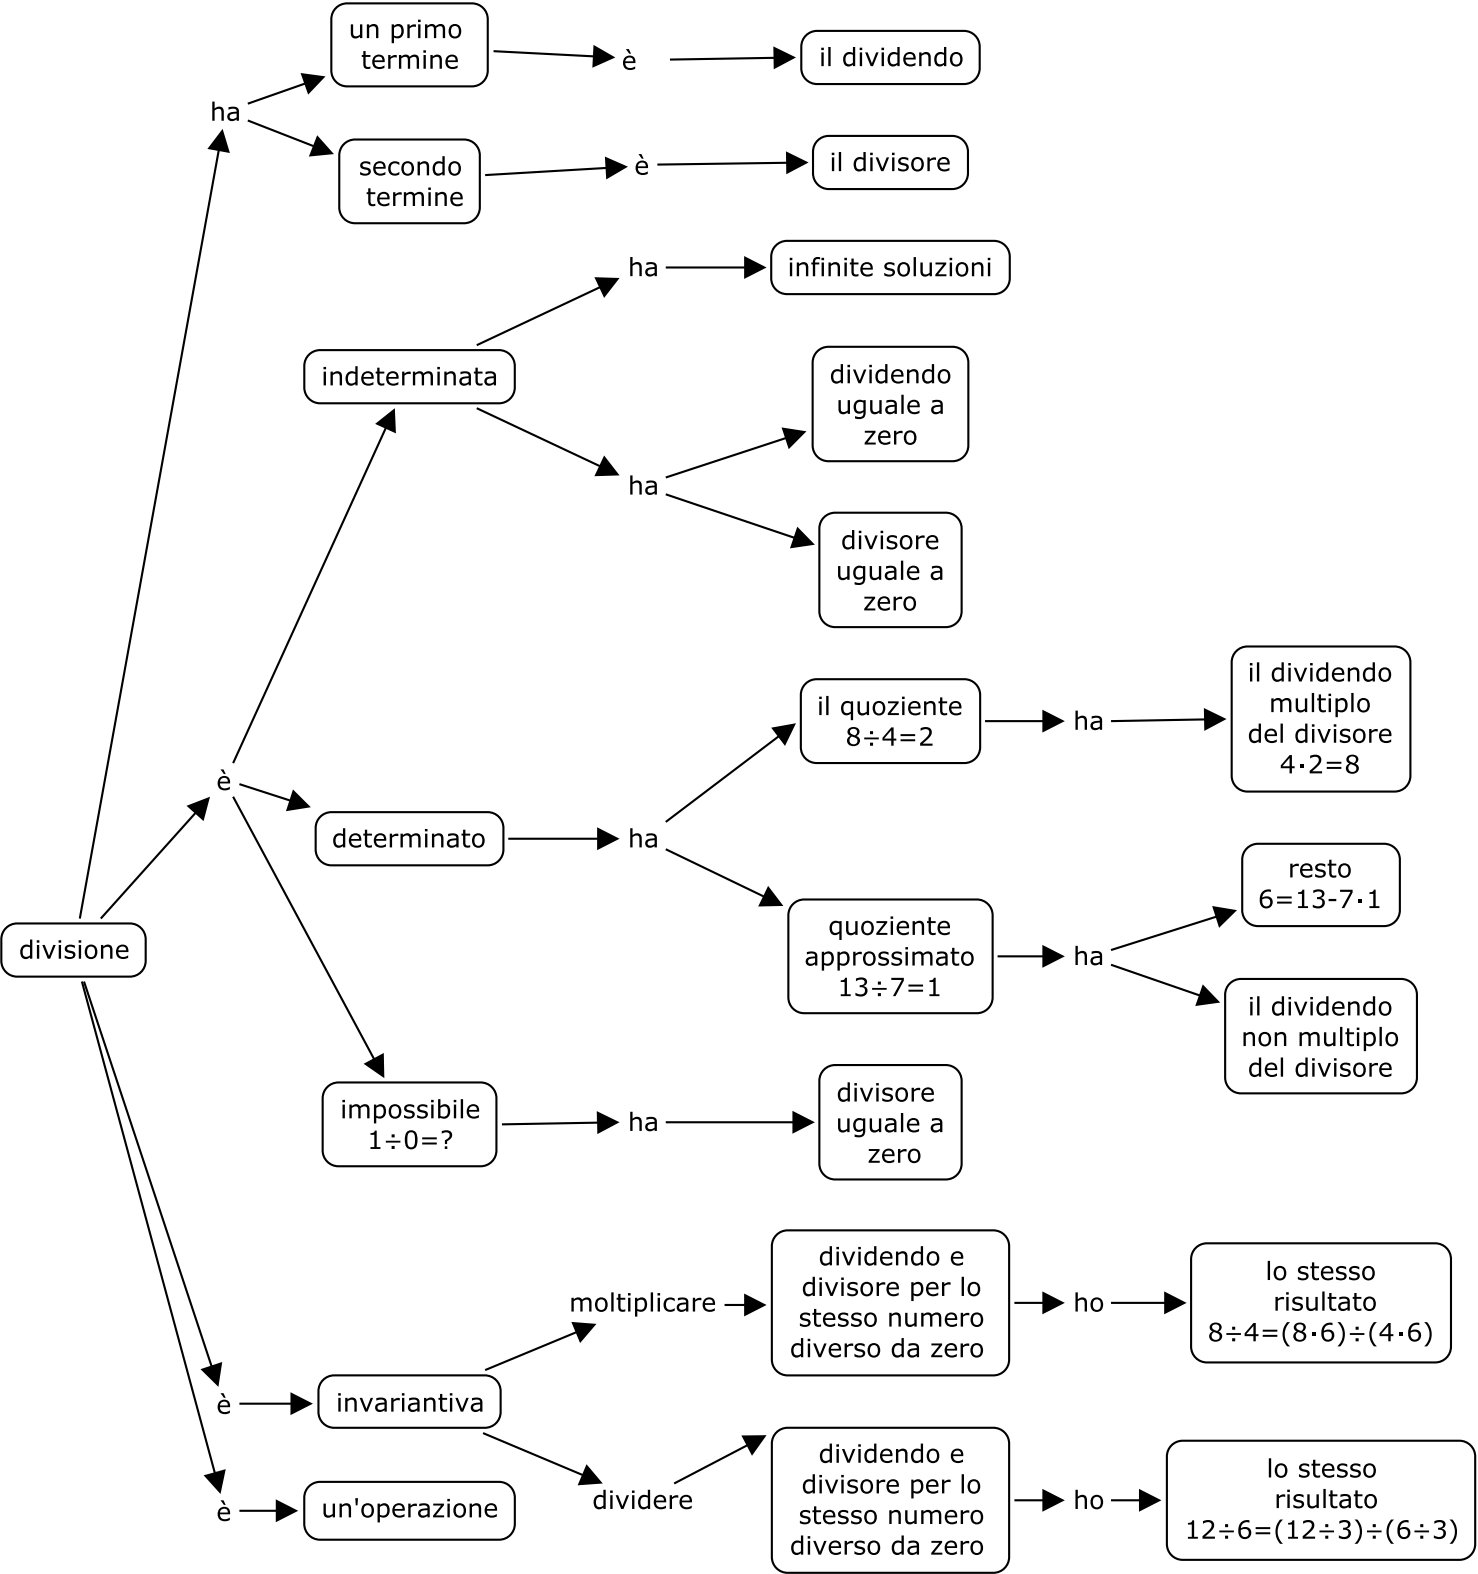 un primo
termine
è
il dividendo
ha
secondo
termine
è
il divisore
ha
infinite soluzioni
indeterminata
dividendo
uguale a
zero
ha
divisore
uguale a
zero
il quoziente
8÷4=2
ha
il dividendo
multiplo
del divisore
4·2=8
è
determinato
ha
quoziente
approssimato
13÷7=1
ha
resto
6=13-7·1
il dividendo
non multiplo
del divisore
divisione
impossibile
1÷0=?
ha
divisore
uguale a
zero
moltiplicare
dividendo e
divisore per lo
stesso numero
diverso da zero
ho
lo stesso
risultato
8÷4=(8·6)÷(4·6)
è
invariantiva
dividere
dividendo e
divisore per lo
stesso numero
diverso da zero
ho
lo stesso
risultato
12÷6=(12÷3)÷(6÷3)
è
un'operazione